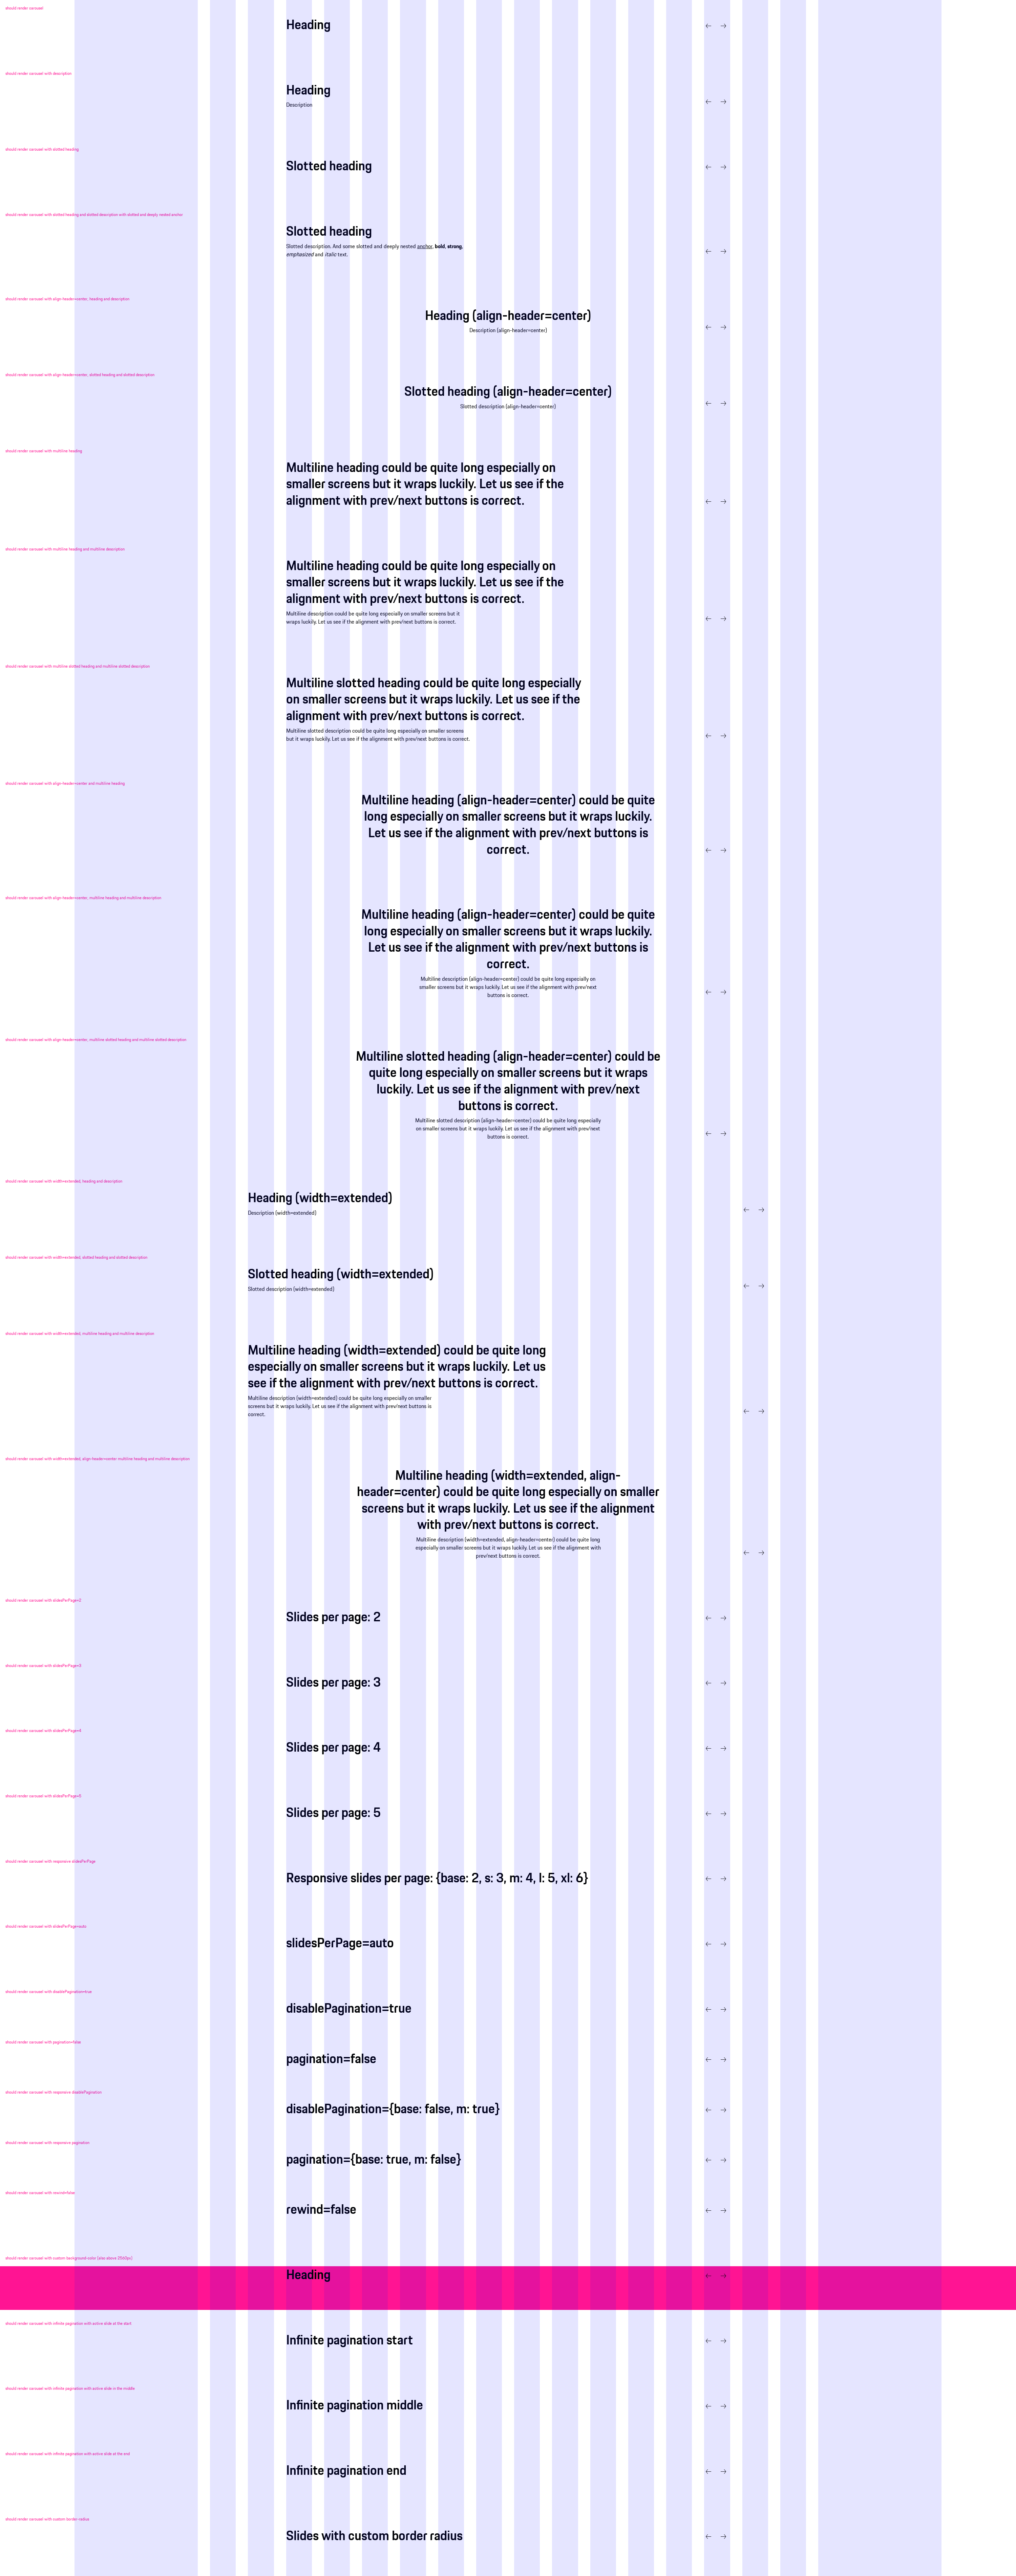 should render carousel
Heading
← →
should render carousel with description
Heading
Description
← →
should render carousel with slotted heading
Slotted heading
← →
should render carousel with slotted heading and slotted description with slotted and deeply nested anchor
Slotted heading
Slotted description. And some slotted and deeply nested anchor, bold, strong,
emphasized and italic text.
← →
should render carousel with align-header=center, heading and description
Heading (align-header=center)
Description (align-header=center)
← →
should render carousel with align-header=center, slotted heading and slotted description
Slotted heading (align-header=center)
Slotted description (align-header=center)
← →
should render carousel with multiline heading
Multiline heading could be quite long especially on
smaller screens but it wraps luckily. Let us see if the
alignment with prev/next buttons is correct.
← →
should render carousel with multiline heading and multiline description
Multiline heading could be quite long especially on
smaller screens but it wraps luckily. Let us see if the
alignment with prev/next buttons is correct.
Multiline description could be quite long especially on smaller screens but it
wraps luckily. Let us see if the alignment with prev/next buttons is correct.
← →
should render carousel with multiline slotted heading and multiline slotted description
Multiline slotted heading could be quite long especially
on smaller screens but it wraps luckily. Let us see if the
alignment with prev/next buttons is correct.
Multiline slotted description could be quite long especially on smaller screens
but it wraps luckily. Let us see if the alignment with prev/next buttons is correct.
← →
should render carousel with align-header=center and multiline heading
Multiline heading (align-header=center) could be quite
long especially on smaller screens but it wraps luckily.
Let us see if the alignment with prev/next buttons is
correct.
← →
should render carousel with align-header=center, multiline heading and multiline description
Multiline heading (align-header=center) could be quite
long especially on smaller screens but it wraps luckily.
Let us see if the alignment with prev/next buttons is
correct.
Multiline description (align-header=center) could be quite long especially on
smaller screens but it wraps luckily. Let us see if the alignment with prev/next
buttons is correct.
← →
should render carousel with align-header=center, multiline slotted heading and multiline slotted description
Multiline slotted heading (align-header=center) could be
quite long especially on smaller screens but it wraps
luckily. Let us see if the alignment with prev/next
buttons is correct.
Multiline slotted description (align-header=center) could be quite long especially
on smaller screens but it wraps luckily. Let us see if the alignment with prev/next
buttons is correct.
← →
should render carousel with width=extended, heading and description
Heading (width=extended)
Description (width=extended)
← →
should render carousel with width=extended, slotted heading and slotted description
Slotted heading (width=extended)
Slotted description (width=extended)
← →
should render carousel with width=extended, multiline heading and multiline description
Multiline heading (width=extended) could be quite long
especially on smaller screens but it wraps luckily. Let us
see if the alignment with prev/next buttons is correct.
Multiline description (width=extended) could be quite long especially on smaller
screens but it wraps luckily. Let us see if the alignment with prev/next buttons is
correct.
← →
should render carousel with width=extended, align-header=center multiline heading and multiline description
Multiline heading (width=extended, align-
header=center) could be quite long especially on smaller
screens but it wraps luckily. Let us see if the alignment
with prev/next buttons is correct.
Multiline description (width=extended, align-header=center) could be quite long
especially on smaller screens but it wraps luckily. Let us see if the alignment with
prev/next buttons is correct.
← →
should render carousel with slidesPerPage=2
Slides per page: 2
← →
should render carousel with slidesPerPage=3
Slides per page: 3
← →
should render carousel with slidesPerPage=4
Slides per page: 4
← →
should render carousel with slidesPerPage=5
Slides per page: 5
← →
should render carousel with responsive slidesPerPage
Responsive slides per page: {base: 2, s: 3, m: 4, l: 5, xl: 6}
← →
should render carousel with slidesPerPage=auto
slidesPerPage=auto
← →
should render carousel with disablePagination=true
disablePagination=true
← →
should render carousel with pagination=false
pagination=false
← →
should render carousel with responsive disablePagination
disablePagination={base: false, m: true}
← →
should render carousel with responsive pagination
pagination={base: true, m: false}
← →
should render carousel with rewind=false
rewind=false
← →
should render carousel with custom background-color (also above 2560px)
Heading
← →
should render carousel with infinite pagination with active slide at the start
Infinite pagination start
← →
should render carousel with infinite pagination with active slide in the middle
Infinite pagination middle
← →
should render carousel with infinite pagination with active slide at the end
Infinite pagination end
← →
should render carousel with custom border-radius
Slides with custom border radius
← →